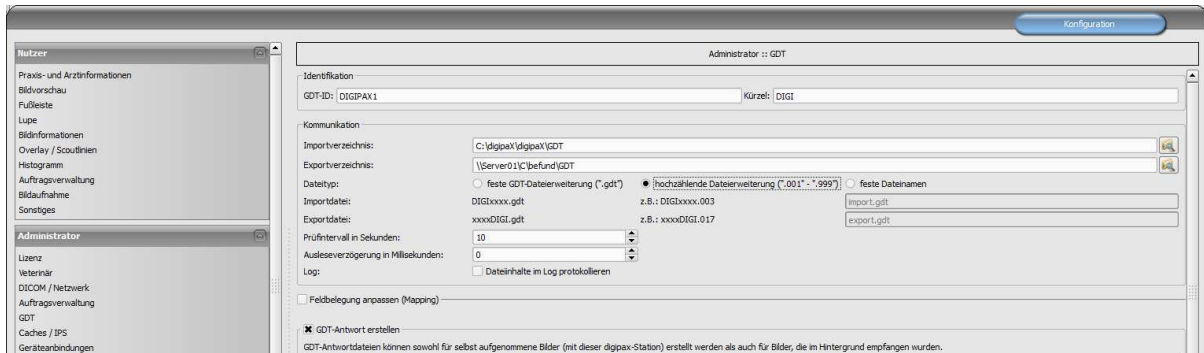 Konfiguration
Nutzer
Praxis- und Arztinformationen
Bildvorschau
Fußleiste
Lupe
Bildinformationen
Overlay / Scoutlinien
Histogramm
Auftragsverwaltung
Bildaufnahme
Sonstiges
Administrator
Lizenz
Veterinär
DICOM / Netzwerk
Auftragsverwaltung
GDT
Caches / IPS
Geräteanbindungen
Administrator :: GDT
Identifikation
GDT-ID: DIGIPAX1 Kürzel: DIGI
Kommunikation
Importverzeichnis: C:\digipaX\digipaX\GDT
Exportverzeichnis: \\Server01\C\befund\GDT
Dateityp: feste GDT-Dateierweiterung (".gdt") hochzählende Dateierweiterung (".001" - ".999") feste Dateinamen
Importdatei: DIGIxxxx.gdt z.B.: DIGIxxxx.003 import.gdt
Exportdatei: xxxxDIGI.gdt z.B.: xxxxDIGI.017 export.gdt
Prüfintervall in Sekunden: 10
Ausleseverzögerung in Millisekunden: 0
Log: Dateiinhalte im Log protokollieren
Feldbelegung anpassen (Mapping)
GDT-Antwort erstellen
GDT-Antwortdateien können sowohl für selbst aufgenommene Bilder (mit dieser digipax-Station) erstellt werden als auch für Bilder, die im Hintergrund empfangen wurden.